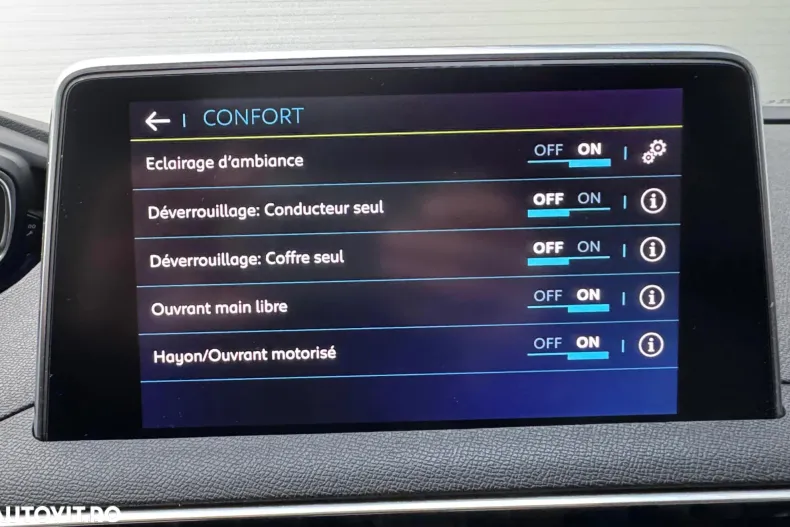 CONFORT
Eclairage d'ambiance OFF ON
Déverrouillage: Conducteur seul OFF ON
Déverrouillage: Coffre seul OFF ON
Ouvrant main libre OFF ON
Hayon/Ouvrant motorisé OFF ON
AUTOVIT.RO